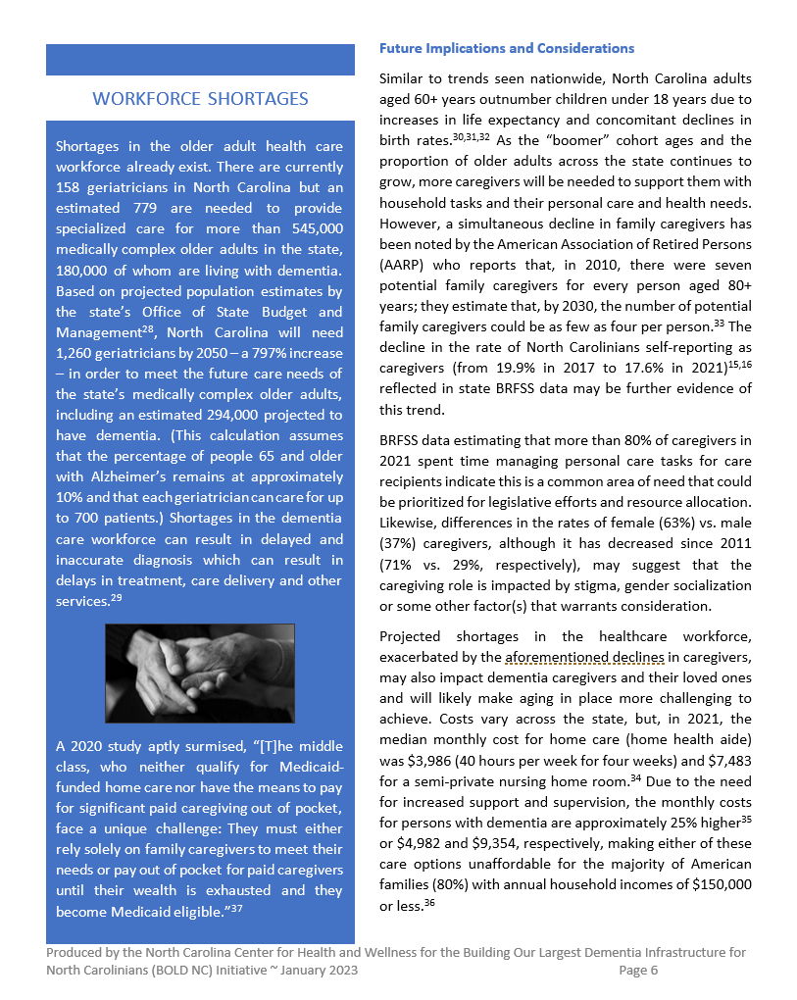 WORKFORCE SHORTAGES
Shortages in the older adult health care
workforce already exist. There are currently
158 geriatricians in North Carolina but an
estimated 779 are needed to provide
specialized care for more than 545,000
medically complex older adults in the state,
180,000 of whom are living with dementia.
Based on projected population estimates by
the state’s Office of State Budget and
Management28, North Carolina will need
1,260 geriatricians by 2050 – a 797% increase
– in order to meet the future care needs of
the state’s medically complex older adults,
including an estimated 294,000 projected to
have dementia. (This calculation assumes
that the percentage of people 65 and older
with Alzheimer’s remains at approximately
10% and that each geriatrician can care for up
to 700 patients.) Shortages in the dementia
care workforce can result in delayed and
inaccurate diagnosis which can result in
delays in treatment, care delivery and other
services.29
A 2020 study aptly surmised, “[T]he middle
class, who neither qualify for Medicaid-
funded home care nor have the means to pay
for significant paid caregiving out of pocket,
face a unique challenge: They must either
rely solely on family caregivers to meet their
needs or pay out of pocket for paid caregivers
until their wealth is exhausted and they
become Medicaid eligible.”37
Future Implications and Considerations
Similar to trends seen nationwide, North Carolina adults
aged 60+ years outnumber children under 18 years due to
increases in life expectancy and concomitant declines in
birth rates.30,31,32 As the “boomer” cohort ages and the
proportion of older adults across the state continues to
grow, more caregivers will be needed to support them with
household tasks and their personal care and health needs.
However, a simultaneous decline in family caregivers has
been noted by the American Association of Retired Persons
(AARP) who reports that, in 2010, there were seven
potential family caregivers for every person aged 80+
years; they estimate that, by 2030, the number of potential
family caregivers could be as few as four per person.33 The
decline in the rate of North Carolinians self-reporting as
caregivers (from 19.9% in 2017 to 17.6% in 2021)15,16
reflected in state BRFSS data may be further evidence of
this trend.
BRFSS data estimating that more than 80% of caregivers in
2021 spent time managing personal care tasks for care
recipients indicate this is a common area of need that could
be prioritized for legislative efforts and resource allocation.
Likewise, differences in the rates of female (63%) vs. male
(37%) caregivers, although it has decreased since 2011
(71% vs. 29%, respectively), may suggest that the
caregiving role is impacted by stigma, gender socialization
or some other factor(s) that warrants consideration.
Projected shortages in the healthcare workforce,
exacerbated by the aforementioned declines in caregivers,
may also impact dementia caregivers and their loved ones
and will likely make aging in place more challenging to
achieve. Costs vary across the state, but, in 2021, the
median monthly cost for home care (home health aide)
was $3,986 (40 hours per week for four weeks) and $7,483
for a semi-private nursing home room.34 Due to the need
for increased support and supervision, the monthly costs
for persons with dementia are approximately 25% higher35
or $4,982 and $9,354, respectively, making either of these
care options unaffordable for the majority of American
families (80%) with annual household incomes of $150,000
or less.36
Produced by the North Carolina Center for Health and Wellness for the Building Our Largest Dementia Infrastructure for
North Carolinians (BOLD NC) Initiative ~ January 2023 Page 6